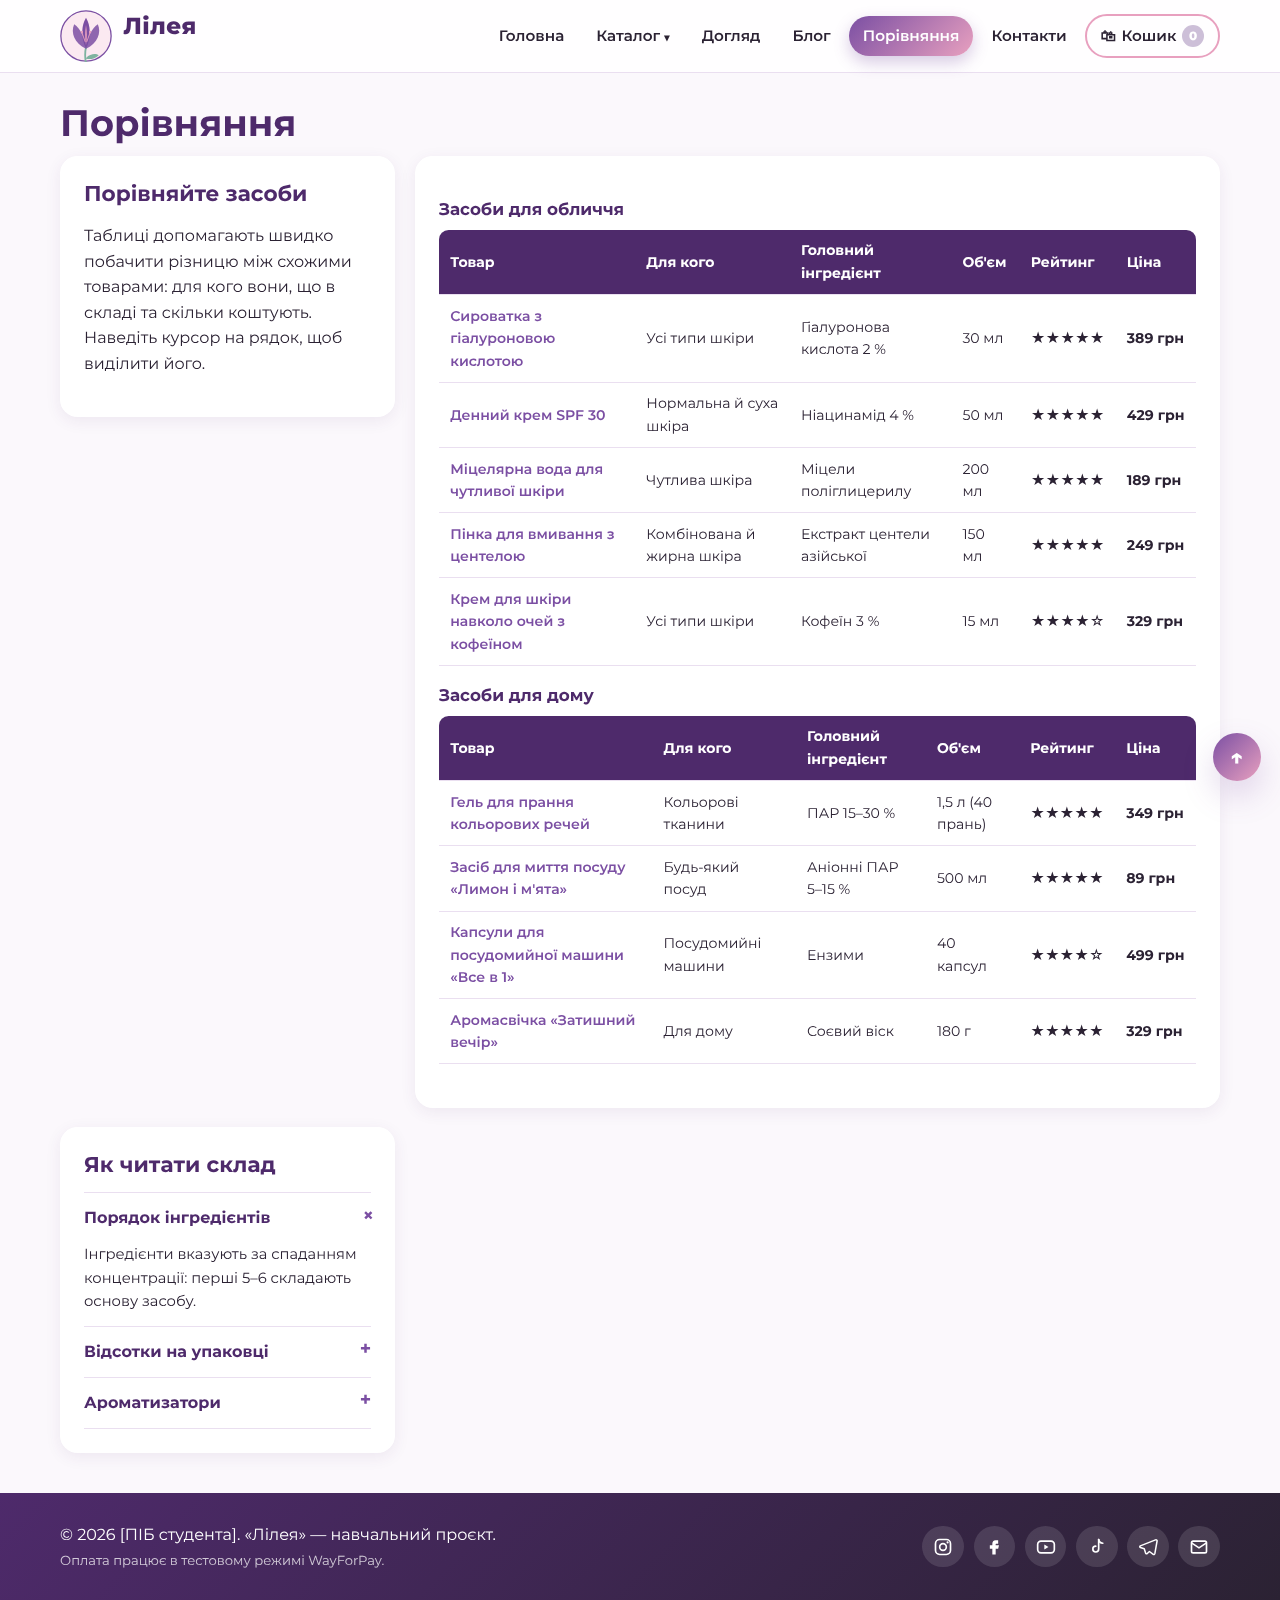 Лілея
Головна
Каталог ▾
Догляд
Блог
Порівняння
Контакти
Кошик 0
Порівняння
Порівняйте засоби
Таблиці допомагають швидко
побачити різницю між схожими
товарами: для кого вони, що в
складі та скільки коштують.
Наведіть курсор на рядок, щоб
виділити його.
Засоби для обличчя
Товар
Для кого
Головний
інгредієнт
Об'єм
Рейтинг
Ціна
Сироватка з
гіалуроновою
кислотою
Усі типи шкіри
Гіалуронова
кислота 2 %
30 мл
★★★★★
389 грн
Денний крем SPF 30
Нормальна й суха
шкіра
Ніацинамід 4 %
50 мл
★★★★★
429 грн
Міцелярна вода для
чутливої шкіри
Чутлива шкіра
Міцели
полігліцерилу
200
мл
★★★★★
189 грн
Пінка для вмивання з
центелою
Комбінована й
жирна шкіра
Екстракт центели
азійської
150
мл
★★★★★
249 грн
Крем для шкіри
навколо очей з
кофеїном
Усі типи шкіри
Кофеїн 3 %
15 мл
★★★★☆
329 грн
Засоби для дому
Товар
Для кого
Головний
інгредієнт
Об'єм
Рейтинг
Ціна
Гель для прання
кольорових речей
Кольорові
тканини
ПАР 15–30 %
1,5 л (40
прань)
★★★★★
349 грн
Засіб для миття посуду
«Лимон і м'ята»
Будь-який
посуд
Аніонні ПАР
5–15 %
500 мл
★★★★★
89 грн
Капсули для
посудомийної машини
«Все в 1»
Посудомийні
машини
Ензими
40
капсул
★★★★☆
499 грн
Аромасвічка «Затишний
вечір»
Для дому
Соєвий віск
180 г
★★★★★
329 грн
Як читати склад
Порядок інгредієнтів
Інгредієнти вказують за спаданням
концентрації: перші 5–6 складають
основу засобу.
Відсотки на упаковці
Ароматизатори
© 2026 [ПІБ студента]. «Лілея» — навчальний проєкт.
Оплата працює в тестовому режимі WayForPay.